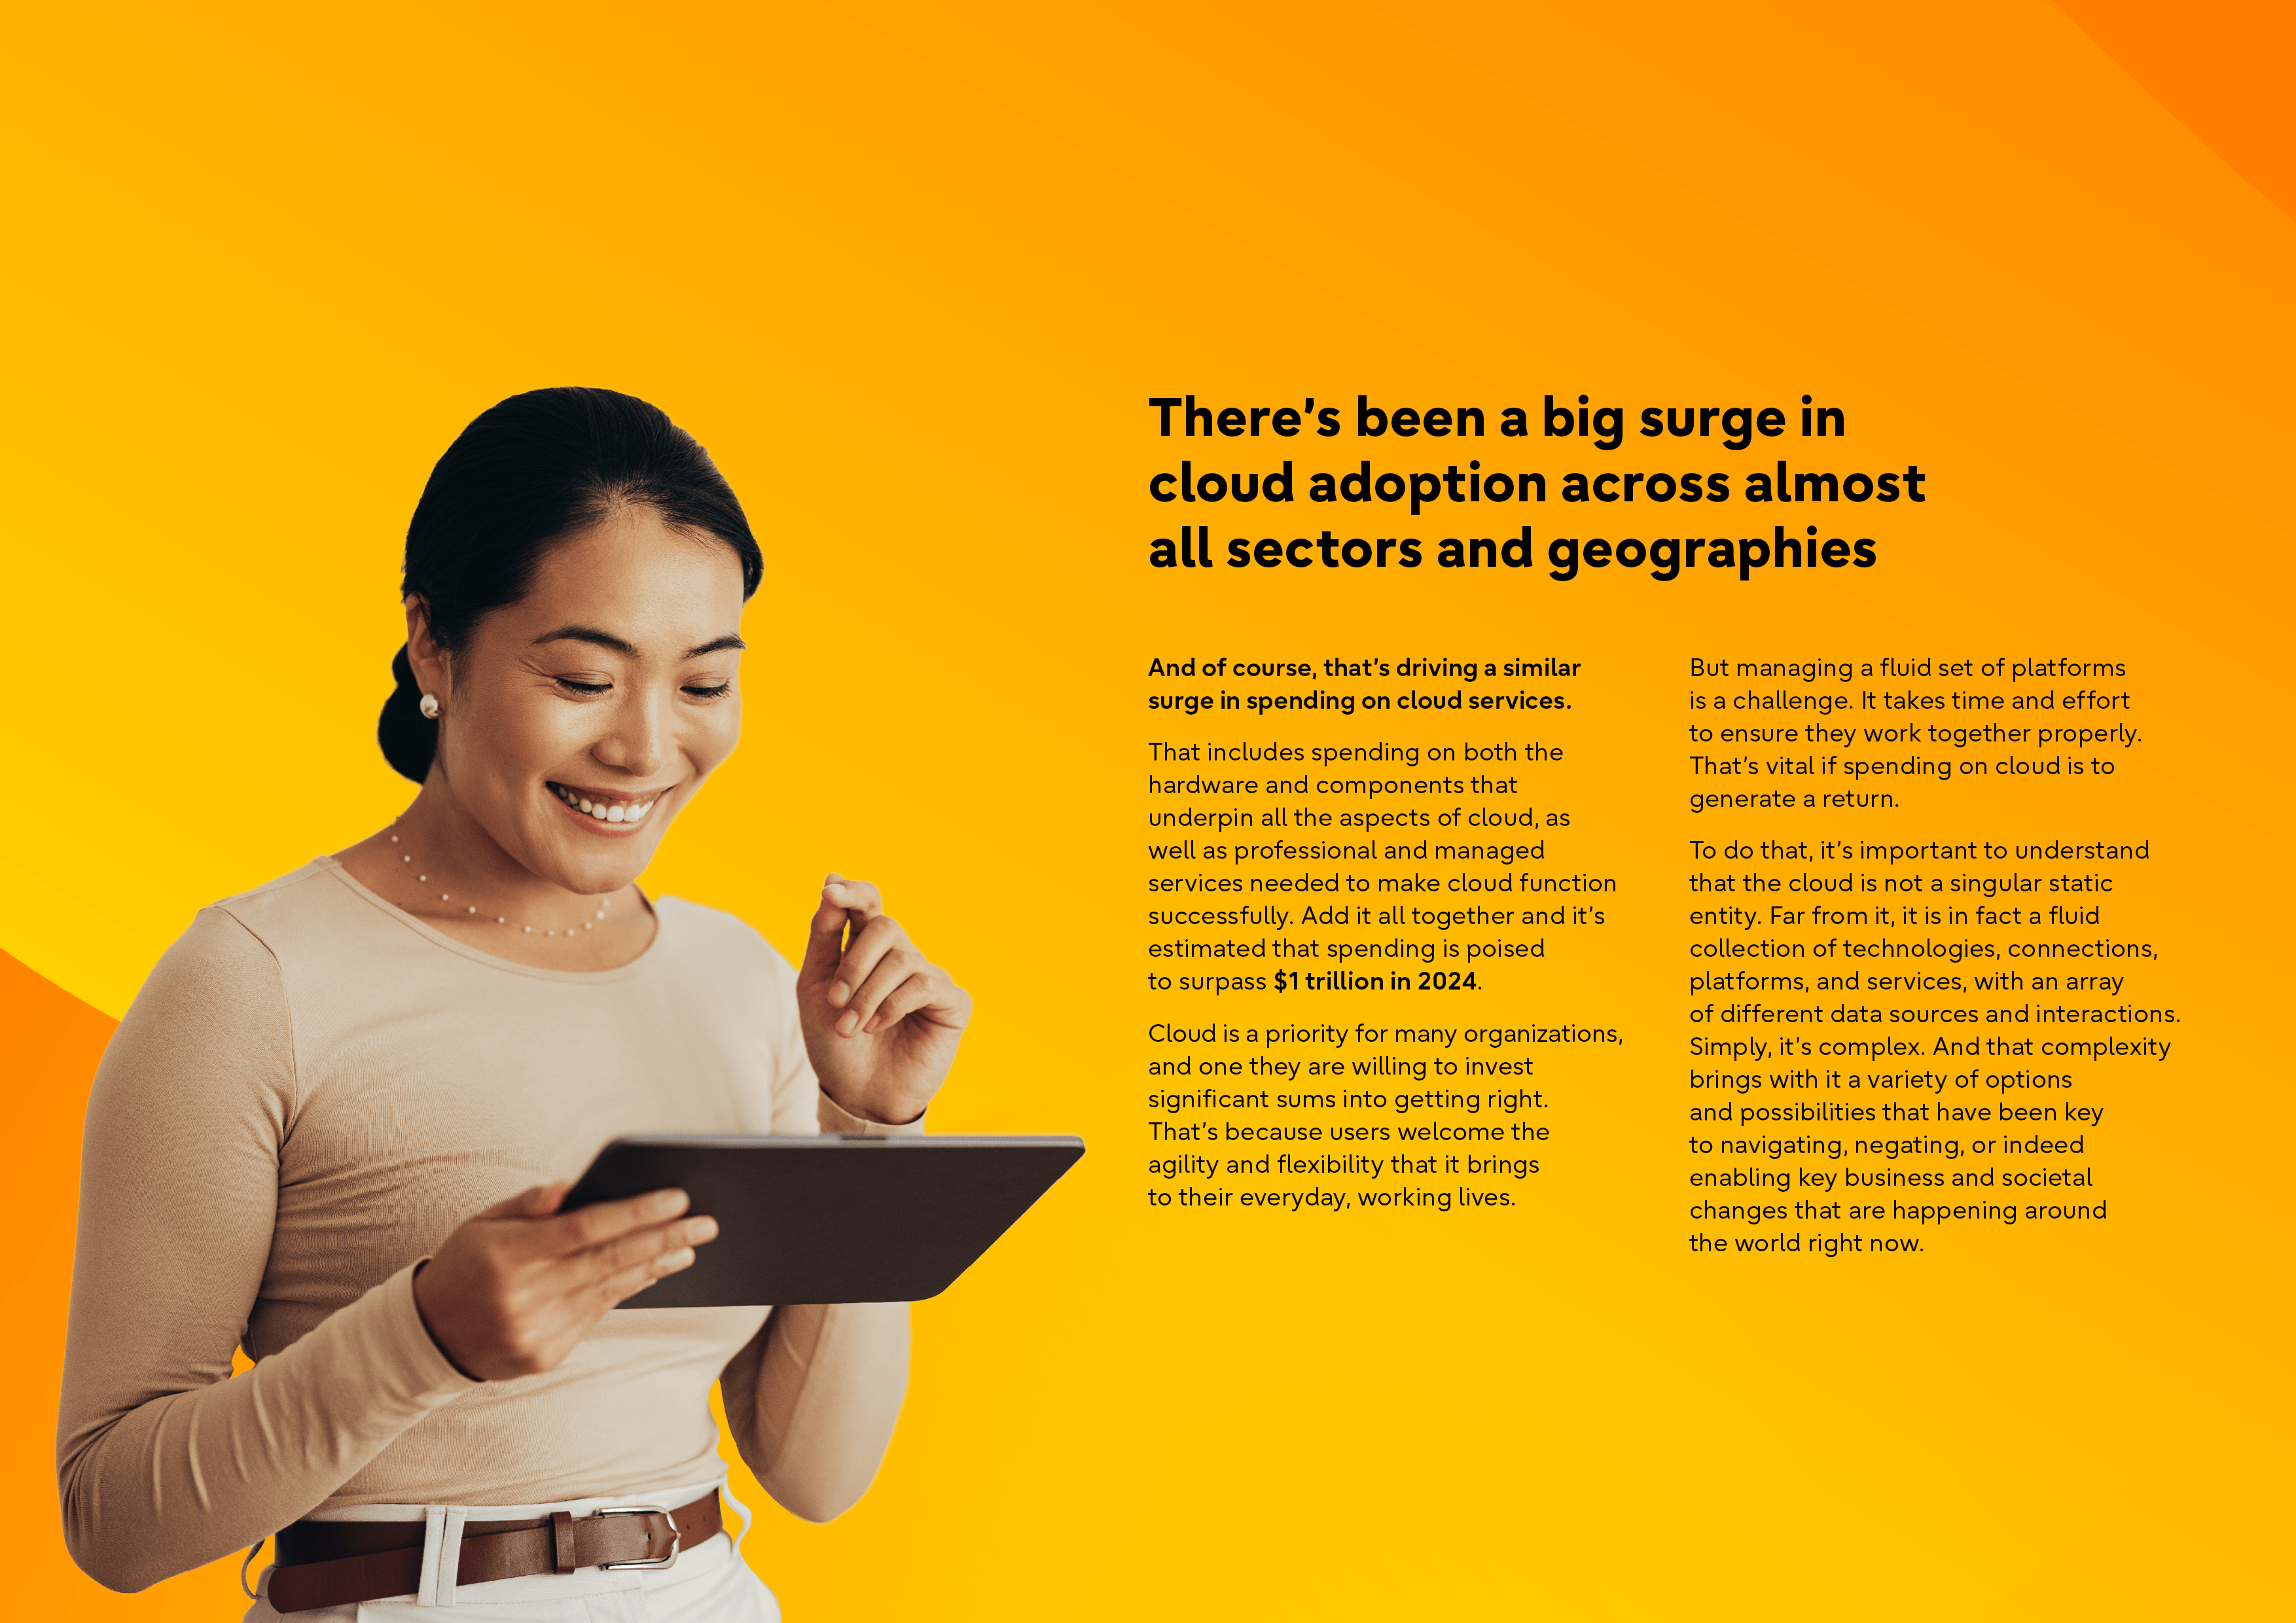 There’s been a big surge in
cloud adoption across almost
all sectors and geographies
And of course, that’s driving a similar
surge in spending on cloud services.
That includes spending on both the
hardware and components that
underpin all the aspects of cloud, as
well as professional and managed
services needed to make cloud function
successfully. Add it all together and it’s
estimated that spending is poised
to surpass $1 trillion in 2024.
Cloud is a priority for many organizations,
and one they are willing to invest
significant sums into getting right.
That’s because users welcome the
agility and flexibility that it brings
to their everyday, working lives.
But managing a fluid set of platforms
is a challenge. It takes time and effort
to ensure they work together properly.
That’s vital if spending on cloud is to
generate a return.
To do that, it’s important to understand
that the cloud is not a singular static
entity. Far from it, it is in fact a fluid
collection of technologies, connections,
platforms, and services, with an array
of different data sources and interactions.
Simply, it’s complex. And that complexity
brings with it a variety of options
and possibilities that have been key
to navigating, negating, or indeed
enabling key business and societal
changes that are happening around
the world right now.